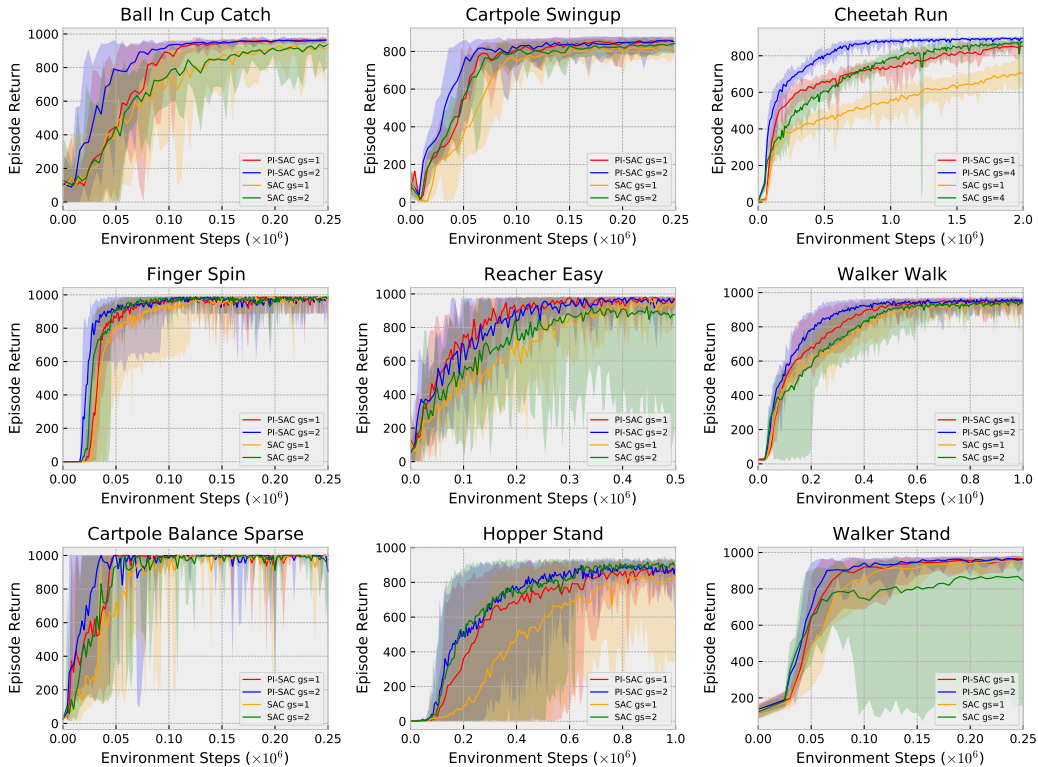 Ball In Cup Catch
Episode Return
1000
800
600
400
200
0
PI-SAC gs=1
PI-SAC gs=2
SAC gs=1
SAC gs=2
0.00 0.05 0.10 0.15 0.20 0.25
Environment Steps (×10⁶)
Cartpole Swingup
Episode Return
800
600
400
200
0
PI-SAC gs=1
PI-SAC gs=2
SAC gs=1
SAC gs=2
0.00 0.05 0.10 0.15 0.20 0.25
Environment Steps (×10⁶)
Cheetah Run
Episode Return
800
600
400
200
0
PI-SAC gs=1
PI-SAC gs=4
SAC gs=1
SAC gs=4
0.0 0.5 1.0 1.5 2.0
Environment Steps (×10⁶)
Finger Spin
Episode Return
1000
800
600
400
200
0
PI-SAC gs=1
PI-SAC gs=2
SAC gs=1
SAC gs=2
0.00 0.05 0.10 0.15 0.20 0.25
Environment Steps (×10⁶)
Reacher Easy
Episode Return
1000
800
600
400
200
0
PI-SAC gs=1
PI-SAC gs=2
SAC gs=1
SAC gs=2
0.0 0.1 0.2 0.3 0.4 0.5
Environment Steps (×10⁶)
Walker Walk
Episode Return
1000
800
600
400
200
0
PI-SAC gs=1
PI-SAC gs=2
SAC gs=1
SAC gs=2
0.0 0.2 0.4 0.6 0.8 1.0
Environment Steps (×10⁶)
Cartpole Balance Sparse
Episode Return
1000
800
600
400
200
0
PI-SAC gs=1
PI-SAC gs=2
SAC gs=1
SAC gs=2
0.00 0.05 0.10 0.15 0.20 0.25
Environment Steps (×10⁶)
Hopper Stand
Episode Return
1000
800
600
400
200
0
PI-SAC gs=1
PI-SAC gs=2
SAC gs=1
SAC gs=2
0.0 0.2 0.4 0.6 0.8 1.0
Environment Steps (×10⁶)
Walker Stand
Episode Return
1000
800
600
400
200
PI-SAC gs=1
PI-SAC gs=2
SAC gs=1
SAC gs=2
0.00 0.05 0.10 0.15 0.20 0.25
Environment Steps (×10⁶)